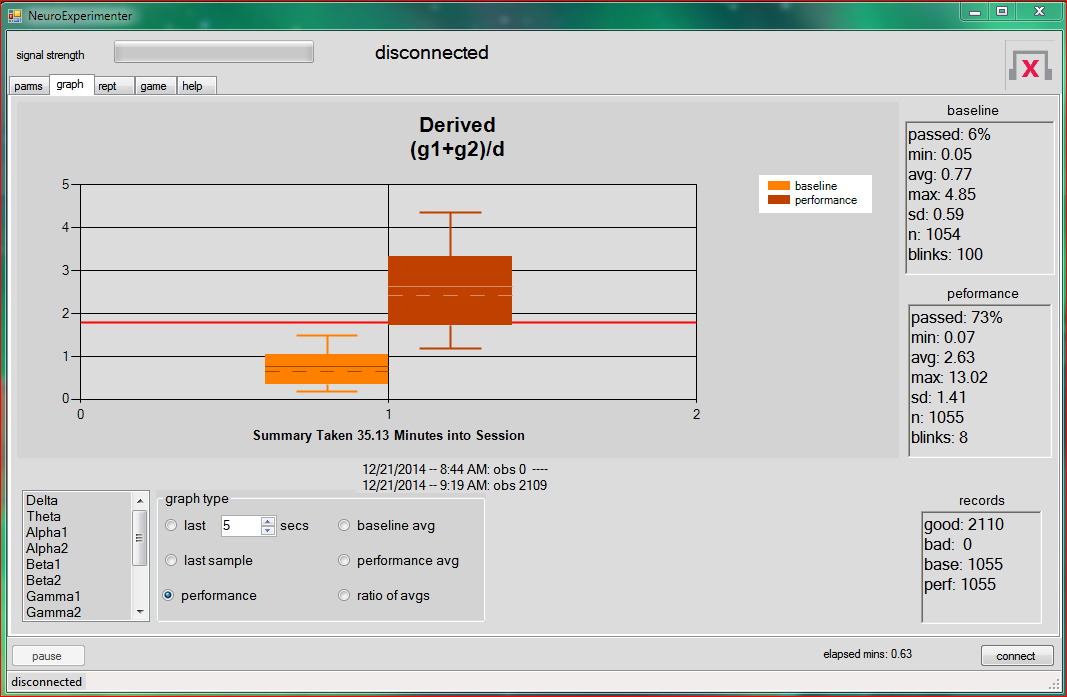 NeuroExperimenter
signal strength
disconnected
X
parms graph rept game help
Derived
(g1+g2)/d
5
4
3
2
1
0
0 1 2
Summary Taken 35.13 Minutes into Session
baseline
performance
12/21/2014 -- 8:44 AM: obs 0 ----
12/21/2014 -- 9:19 AM: obs 2109
baseline
passed: 6%
min: 0.05
avg: 0.77
max: 4.85
sd: 0.59
n: 1054
blinks: 100
peformance
passed: 73%
min: 0.07
avg: 2.63
max: 13.02
sd: 1.41
n: 1055
blinks: 8
Delta
Theta
Alpha1
Alpha2
Beta1
Beta2
Gamma1
Gamma2
graph type
last 5 secs
baseline avg
last sample
performance avg
performance
ratio of avgs
records
good: 2110
bad: 0
base: 1055
perf: 1055
pause
elapsed mins: 0.63
connect
disconnected